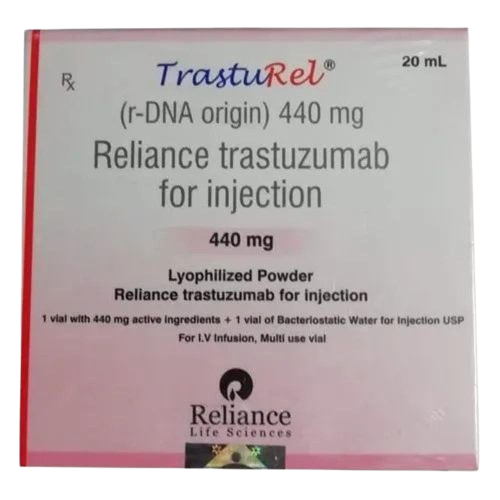 Rx
TrastuRel®
20 mL
(r-DNA origin) 440 mg
Reliance trastuzumab
for injection
440 mg
Lyophilized Powder
Reliance trastuzumab for injection
1 vial with 440 mg active ingredients + 1 vial of Bacteriostatic Water for Injection USP
For I.V Infusion, Multi use vial
Reliance
Life Sciences